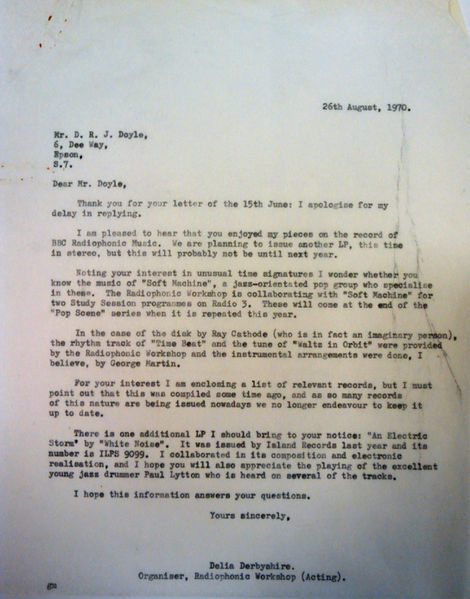 26th August, 1970.
Mr. D. R. J. Doyle,
6, Dee Way,
Epson,
S.7.
Dear Mr. Doyle,
Thank you for your letter of the 15th June: I apologise for my
delay in replying.
I am pleased to hear that you enjoyed my pieces on the record of
BBC Radiophonic Music. We are planning to issue another LP, this time
in stereo, but this will probably not be until next year.
Noting your interest in unusual time signatures I wonder whether you
know the music of "Soft Machine", a jazz-orientated pop group who specialise
in them. The Radiophonic Workshop is collaborating with "Soft Machine" for
two Study Session programmes on Radio 3. These will come at the end of the
"Pop Scene" series when it is repeated this year.
In the case of the disk by Ray Cathode (who is in fact an imaginary person),
the rhythm track of "Time Beat" and the tune of "Waltz in Orbit" were provided
by the Radiophonic Workshop and the instrumental arrangements were done, I
believe, by George Martin.
For your interest I am enclosing a list of relevant records, but I must
point out that this was compiled some time ago, and as so many records
of this nature are being issued nowadays we no longer endeavour to keep it
up to date.
There is one additional LP I should bring to your notice: "An Electric
Storm" by "White Noise". It was issued by Island Records last year and its
number is ILPS 9099. I collaborated in its composition and electronic
realisation, and I hope you will also appreciate the playing of the excellent
young jazz drummer Paul Lytton who is heard on several of the tracks.
I hope this information answers your questions.
Yours sincerely,
Delia Derbyshire.
Organiser, Radiophonic Workshop (Acting).
gm